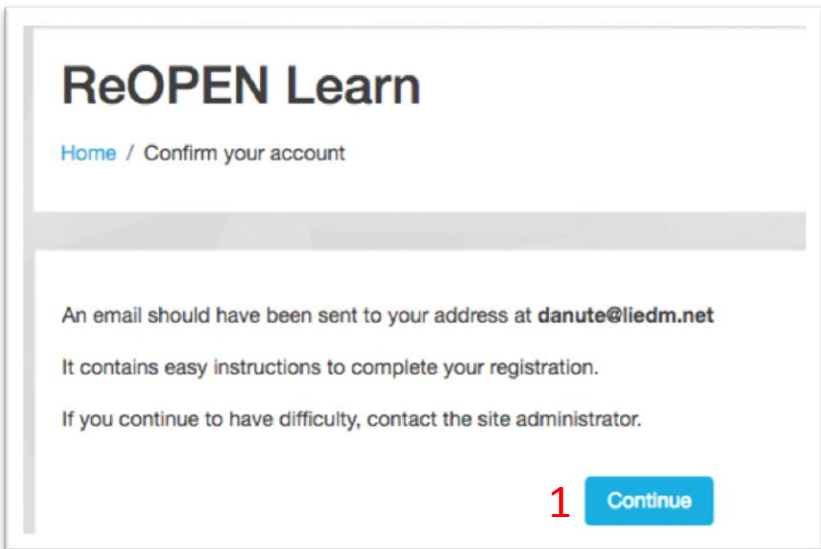 ReOPEN Learn
Home / Confirm your account
An email should have been sent to your address at danute@liedm.net
It contains easy instructions to complete your registration.
If you continue to have difficulty, contact the site administrator.
1 Continue